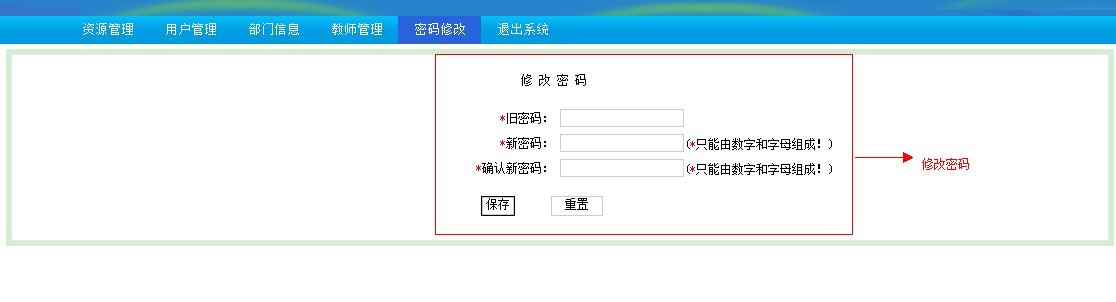 资源管理 用户管理 部门信息 教师管理 密码修改 退出系统
修 改 密 码
*旧密码：
*新密码： (*只能由数字和字母组成！)
*确认新密码： (*只能由数字和字母组成！)
修改密码
保存 重置